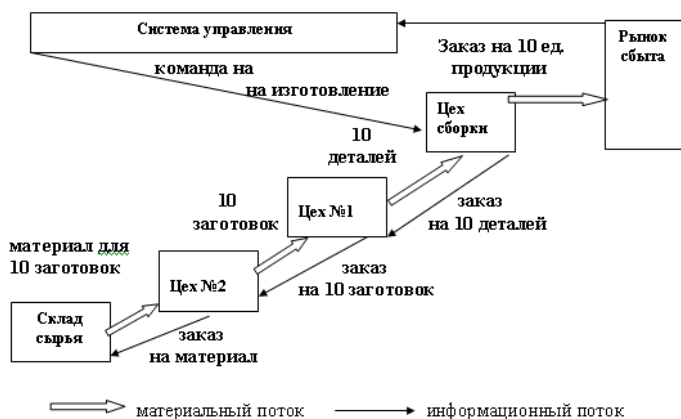 Система управления
Рынок
сбыта
Заказ на 10 ед.
продукции
команда на
на изготовление
Цех
сборки
10
деталей
10
заготовок
Цех №1
заказ
на 10 деталей
материал для
10 заготовок
Цех №2
заказ
на 10 заготовок
Склад
сырья
заказ
на материал
материальный поток
информационный поток